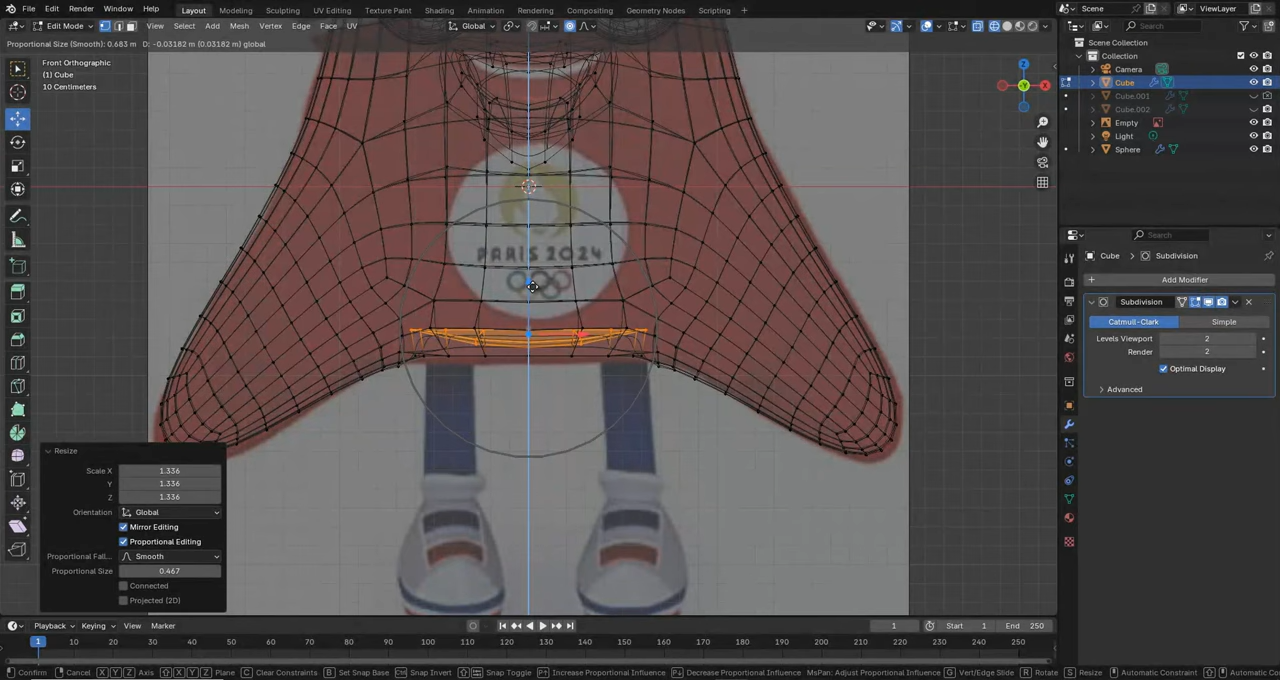 File Edit Render Window Help Layout Modeling Sculpting UV Editing Texture Paint Shading Animation Rendering Compositing Geometry Nodes Scripting + Scene ViewLayer
Edit Mode View Select Add Mesh Vertex Edge Face UV Global
Proportional Size (Smooth): 0.683 m D: -0.03182 m (0.03182 m) global
Front Orthographic
(1) Cube
10 Centimeters
Z
X
Y
PARIS 2024
Search
Scene Collection
Collection
Camera
Cube
Cube.001
Cube.002
Empty
Light
Sphere
Search
Cube > Subdivision
+ Add Modifier
Subdivision
Catmull-Clark Simple
Levels Viewport 2
Render 2
Optimal Display
Advanced
Resize
Scale X 1.336
Y 1.336
Z 1.336
Orientation Global
Mirror Editing
Proportional Editing
Proportional Fall... Smooth
Proportional Size 0.467
Connected
Projected (2D)
Playback Keying View Marker 1 Start 1 End 250
1 10 20 30 40 50 60 70 80 90 100 110 120 130 140 150 160 170 180 190 200 210 220 230 240 250
Confirm Cancel X Y Z Axis X Y Z Plane C Clear Constraints B Set Snap Base Snap Invert Snap Toggle Increase Proportional Influence Decrease Proportional Influence MsPan: Adjust Proportional Influence G Vert/Edge Slide R Rotate S Resize Automatic Constraint Automatic Co